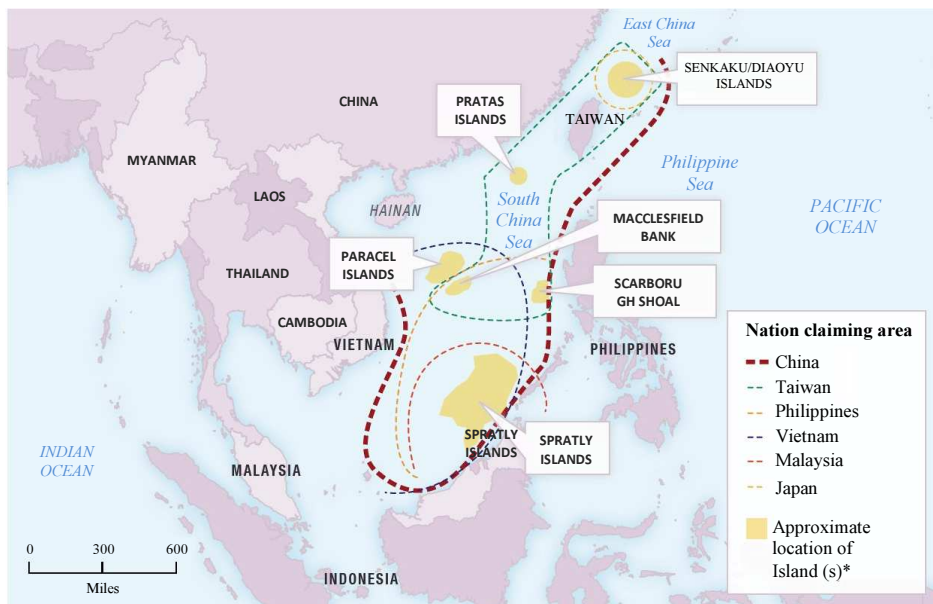 East China
Sea
SENKAKU/DIAOYU
ISLANDS
CHINA
PRATAS
ISLANDS
TAIWAN
MYANMAR
LAOS
HAINAN
South
China
Sea
Philippine
Sea
PACIFIC
OCEAN
MACCLESFIELD
BANK
PARACEL
ISLANDS
THAILAND
SCARBORU
GH SHOAL
CAMBODIA
VIETNAM
PHILIPPINES
SPRATLY
ISLANDS
SPRATLY
ISLANDS
INDIAN
OCEAN
MALAYSIA
INDONESIA
0 300 600
Miles
Nation claiming area
China
Taiwan
Philippines
Vietnam
Malaysia
Japan
Approximate
location of
Island (s)*